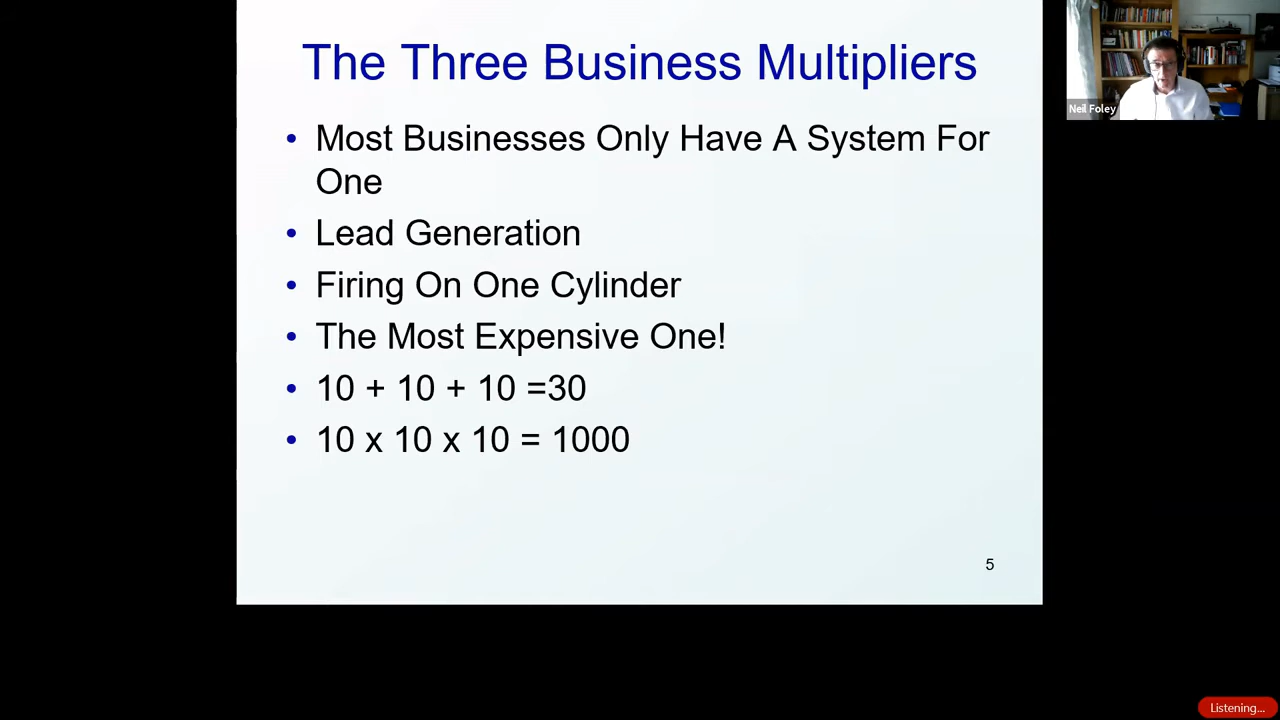 The Three Business Multipliers
• Most Businesses Only Have A System For
One
• Lead Generation
• Firing On One Cylinder
• The Most Expensive One!
• 10 + 10 + 10 =30
• 10 x 10 x 10 = 1000
5
Neil Foley
Listening...